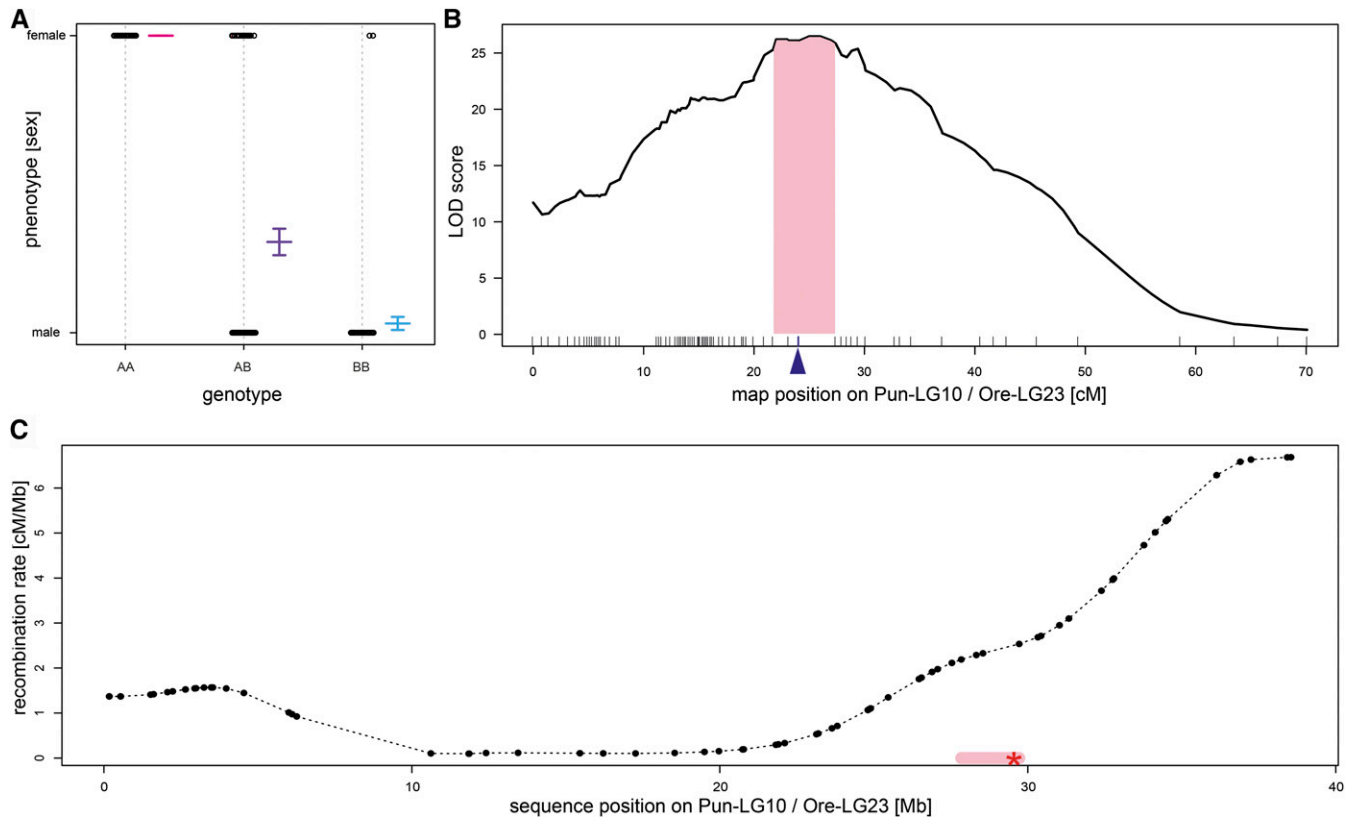 A
female
male
phenotype [sex]
AA AB BB
genotype
B
25
20
15
10
5
0
LOD score
0 10 20 30 40 50 60 70
map position on Pun-LG10 / Ore-LG23 [cM]
C
6
5
4
3
2
1
0
recombination rate [cM/Mb]
*
0 10 20 30 40
sequence position on Pun-LG10 / Ore-LG23 [Mb]